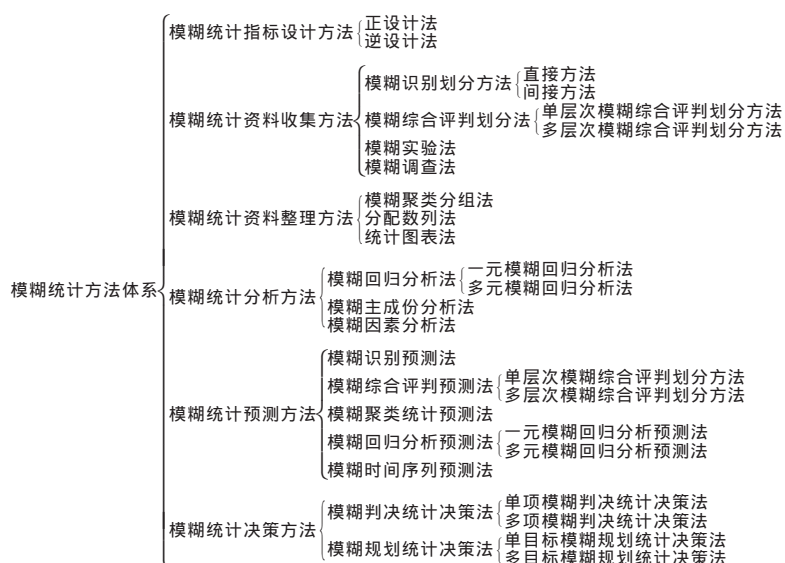 模糊统计指标设计方法
正设计法
逆设计法
模糊统计资料收集方法
模糊识别划分方法
直接方法
间接方法
模糊综合评判划分法
单层次模糊综合评判划分方法
多层次模糊综合评判划分方法
模糊实验法
模糊调查法
模糊统计资料整理方法
模糊聚类分组法
分配数列法
统计图表法
模糊统计方法体系
模糊统计分析方法
模糊回归分析法
一元模糊回归分析法
多元模糊回归分析法
模糊主成份分析法
模糊因素分析法
模糊统计预测方法
模糊识别预测法
模糊综合评判预测法
单层次模糊综合评判划分方法
多层次模糊综合评判划分方法
模糊聚类统计预测法
模糊回归分析预测法
一元模糊回归分析预测法
多元模糊回归分析预测法
模糊时间序列预测法
模糊统计决策方法
模糊判决统计决策法
单项模糊判决统计决策法
多项模糊判决统计决策法
模糊规划统计决策法
单目标模糊规划统计决策法
多目标模糊规划统计决策法